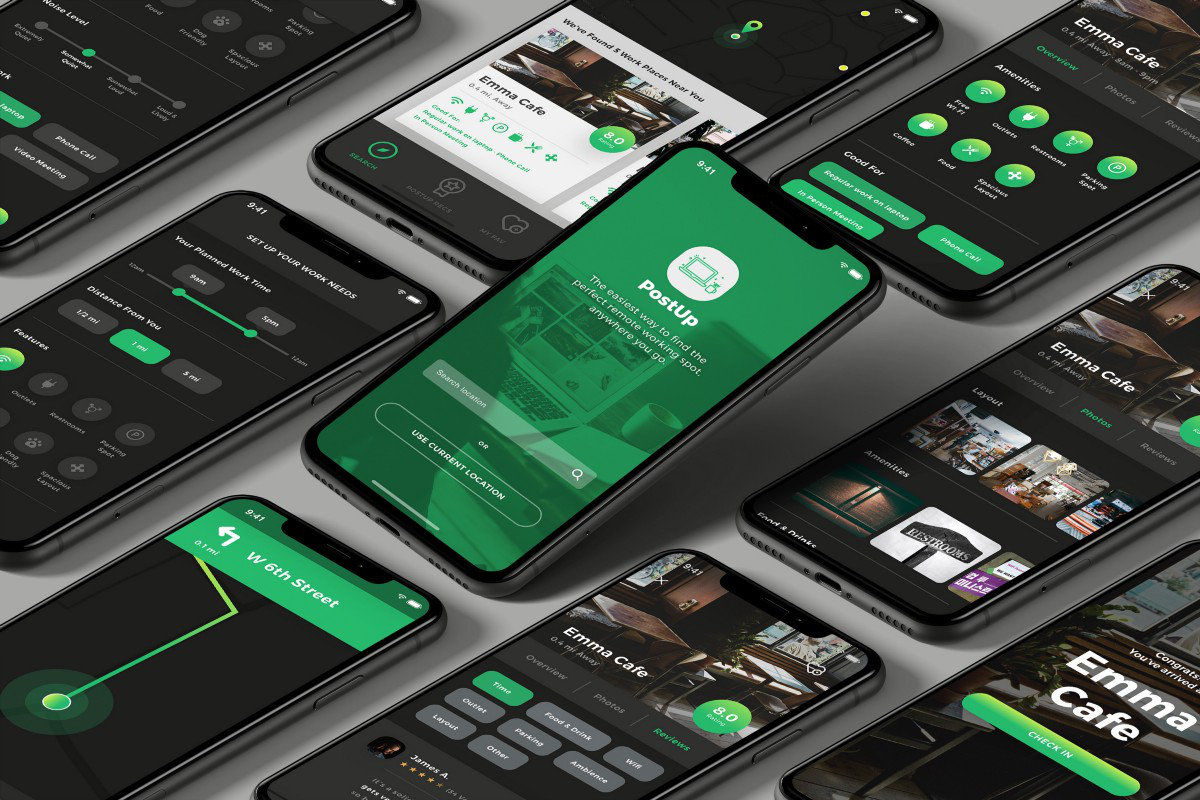 Noise Level
Extremely
Quiet
Somewhat
Quiet
Somewhat
Loud
Loud &
Lively
Food
Dog
Friendly
Spacious
Layout
Parking
Spot
laptop
Phone Call
Video Meeting
We've Found 5 Work Places Near You
Emma Cafe
0.4 mi. Away
Good For:
Regular work on laptop · Phone Call
In Person Meeting
8.0
Rating
SEARCH
POSTUP RACK
MY FAV
Emma Cafe
0.4 mi Away · 8am - 9pm
Overview
Photos
Amenities
Free
Wi Fi
Outlets
Restrooms
Parking
Spot
Coffee
Food
Spacious
Layout
Good For
Regular work on laptop
In Person Meeting
Phone Call
9:41
SET UP YOUR WORK NEEDS
Your Planned Work Time
12am
9am
5pm
12am
Distance From You
1/2 mi
1 mi
5 mi
Features
Outlets
Restrooms
Parking
Spot
Dog
Spacious
Layout
9:41
PostUp
The easiest way to find the
perfect remote working spot
anywhere you go.
Search location
OR
USE CURRENT LOCATION
9:41
Emma Cafe
0.4 mi Away
Overview
Photos
Reviews
Layout
Amenities
Food & Drinks
RESTROOMS
9:41
0.1 mi
W 6th Street
9:41
Emma Cafe
0.4 mi Away
8.0
Rating
Overview
Photos
Reviews
Time
Outlet
Food & Drink
Layout
Parking
Wifi
Other
Ambience
James A.
Congrats!
You've arrived
Emma
Cafe
CHECK IN